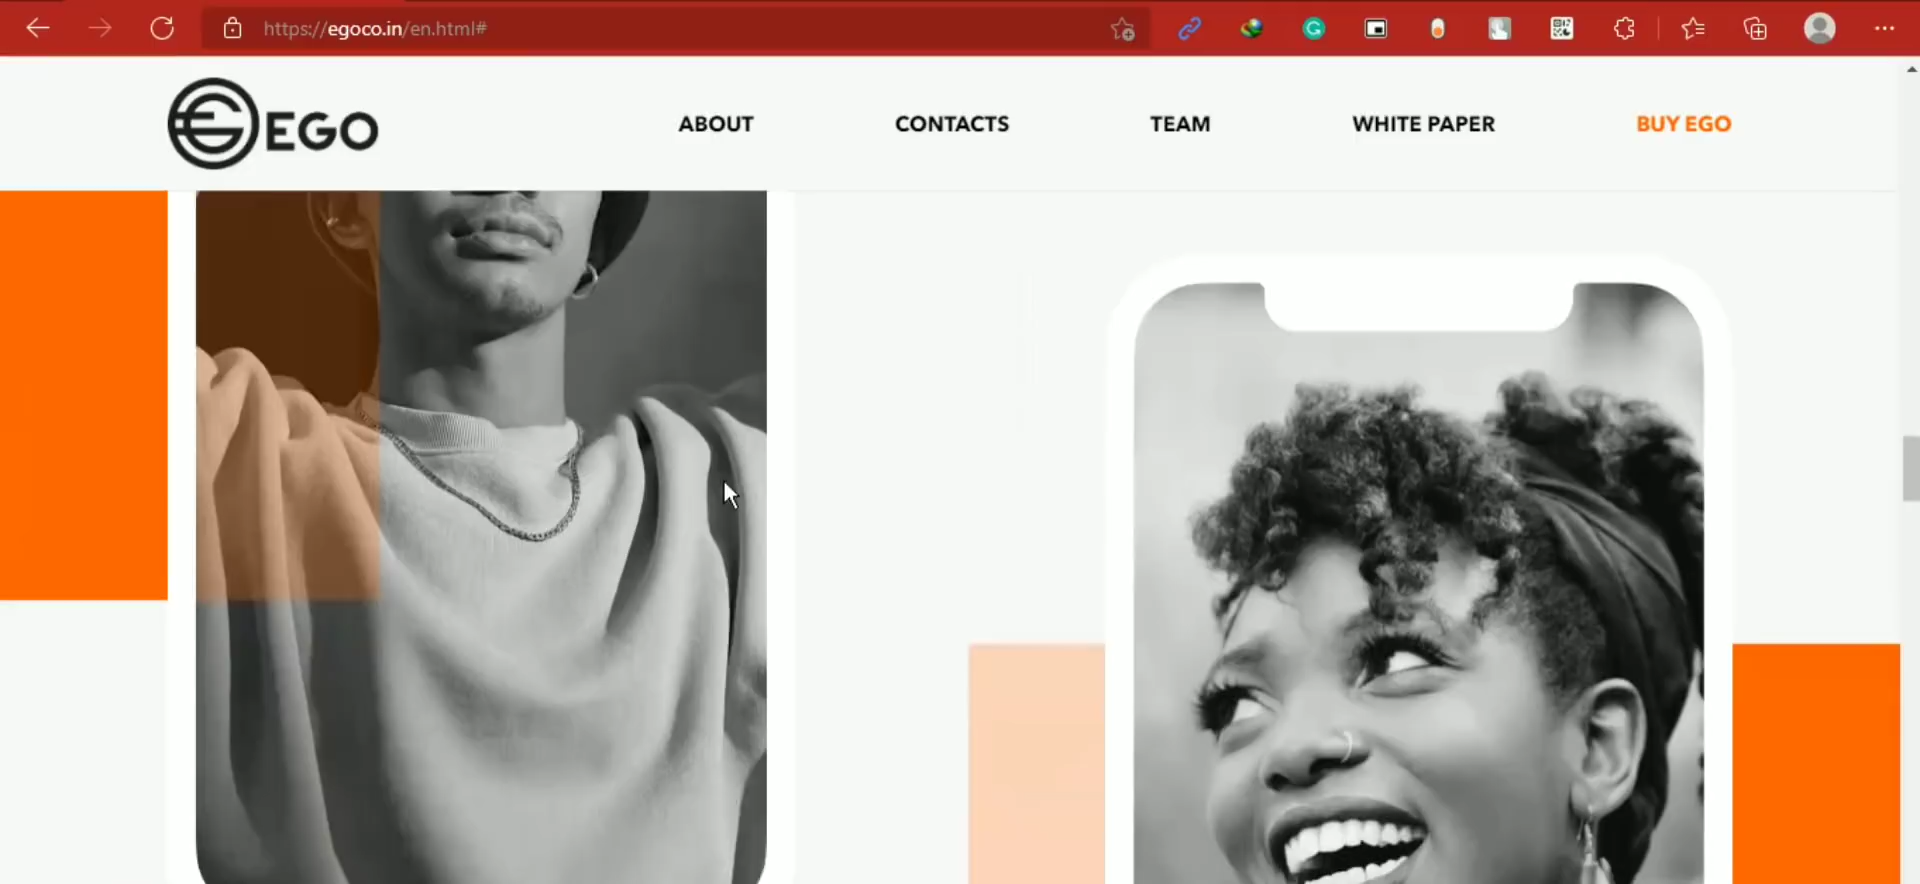 https://egoco.in/en.html#
EGO
ABOUT
CONTACTS
TEAM
WHITE PAPER
BUY EGO